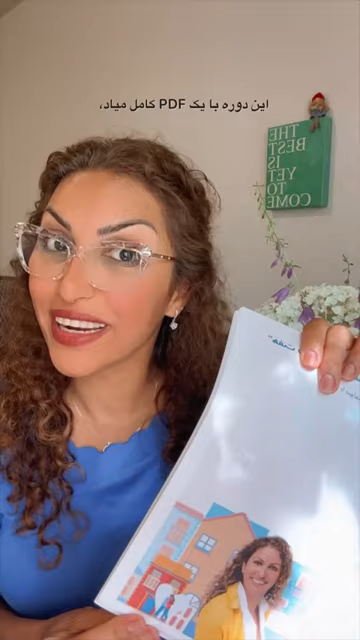 این دوره با یک PDF کامل میاد،
THE
BEST
IS
YET
TO
COME